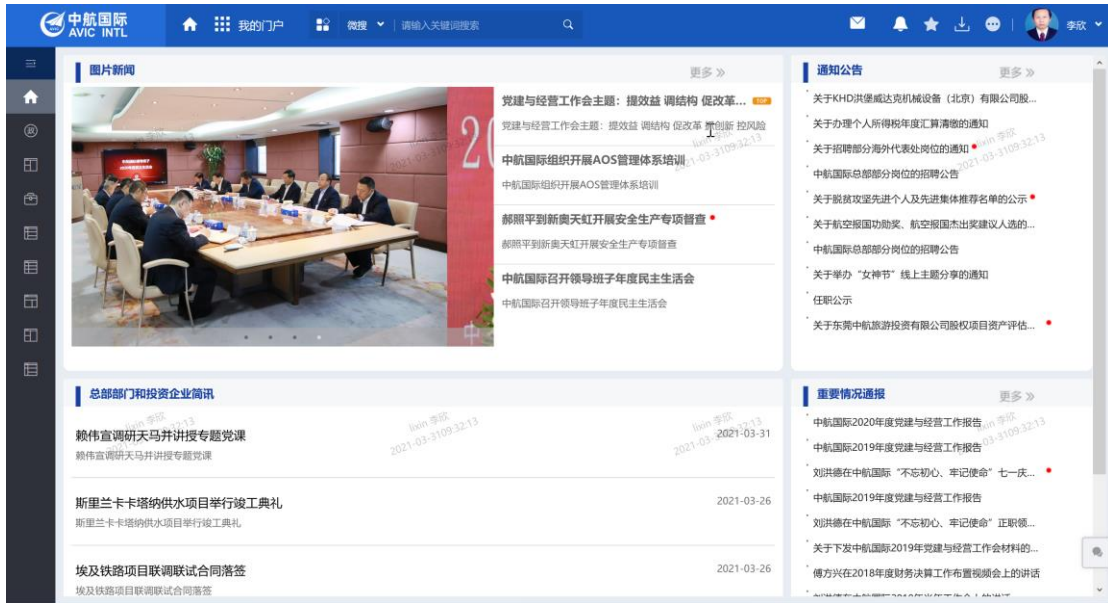 中航国际
AVIC INTL
我的门户
微搜
请输入关键词搜索
李欣
图片新闻
更多
党建与经营工作会主题：提效益 调结构 促改革... TOP
党建与经营工作会主题：提效益 调结构 促改革 创新 控风险
中航国际组织开展AOS管理体系培训
中航国际组织开展AOS管理体系培训
郝照平到新奥天虹开展安全生产专项督查
郝照平到新奥天虹开展安全生产专项督查
中航国际召开领导班子年度民主生活会
中航国际召开领导班子年度民主生活会
通知公告
更多
关于KHD洪堡威达克机械设备（北京）有限公司股...
关于办理个人所得税年度汇算清缴的通知
关于招聘部分海外代表处岗位的通知
中航国际总部部分岗位的招聘公告
关于脱贫攻坚先进个人及先进集体推荐名单的公示
关于航空报国功勋奖、航空报国杰出奖建议人选的...
中航国际总部部分岗位的招聘公告
关于举办“女神节”线上主题分享的通知
任职公示
关于东莞中航旅游投资有限公司股权项目资产评估...
总部部门和投资企业简讯
赖伟宣调研天马并讲授专题党课
2021-03-31
赖伟宣调研天马并讲授专题党课
斯里兰卡卡塔纳供水项目举行竣工典礼
2021-03-26
斯里兰卡卡塔纳供水项目举行竣工典礼
埃及铁路项目联调联试合同落签
2021-03-26
埃及铁路项目联调联试合同落签
重要情况通报
更多
中航国际2020年度党建与经营工作报告
中航国际2019年度党建与经营工作报告
刘洪德在中航国际“不忘初心、牢记使命”七一庆...
中航国际2019年度党建与经营工作报告
刘洪德在中航国际“不忘初心、牢记使命”正职领...
关于下发中航国际2019年党建与经营工作会材料的...
傅方兴在2018年度财务决算工作布置视频会上的讲话
lixin 李欣
2021-03-3109:32:13